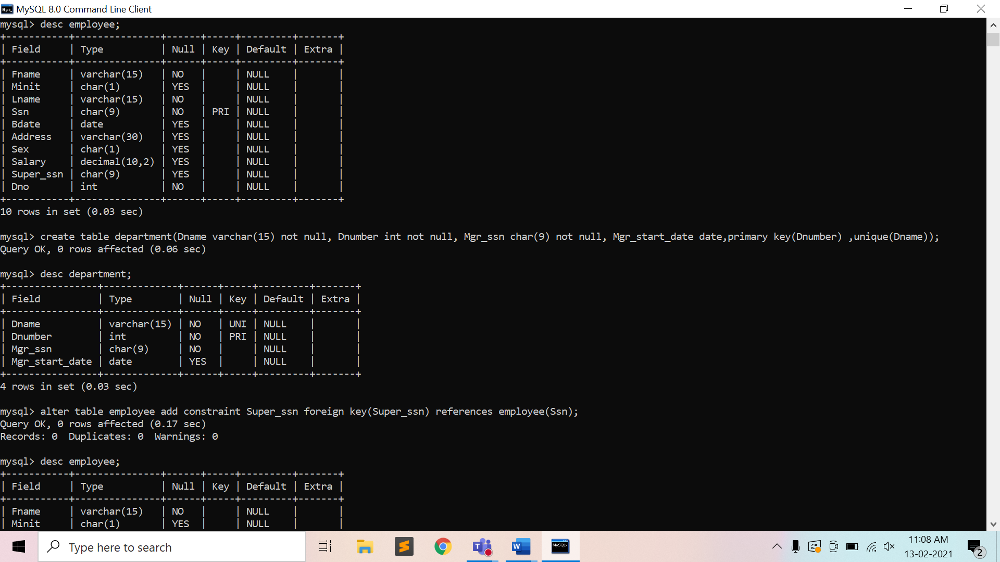 MySQL 8.0 Command Line Client
mysql> desc employee;
+-----------+---------------+------+-----+---------+-------+
| Field     | Type          | Null | Key | Default | Extra |
+-----------+---------------+------+-----+---------+-------+
| Fname     | varchar(15)   | NO   |     | NULL    |       |
| Minit     | char(1)       | YES  |     | NULL    |       |
| Lname     | varchar(15)   | NO   |     | NULL    |       |
| Ssn       | char(9)       | NO   | PRI | NULL    |       |
| Bdate     | date          | YES  |     | NULL    |       |
| Address   | varchar(30)   | YES  |     | NULL    |       |
| Sex       | char(1)       | YES  |     | NULL    |       |
| Salary    | decimal(10,2) | YES  |     | NULL    |       |
| Super_ssn | char(9)       | YES  |     | NULL    |       |
| Dno       | int           | NO   |     | NULL    |       |
+-----------+---------------+------+-----+---------+-------+
10 rows in set (0.03 sec)
mysql> create table department(Dname varchar(15) not null, Dnumber int not null, Mgr_ssn char(9) not null, Mgr_start_date date,primary key(Dnumber) ,unique(Dname));
Query OK, 0 rows affected (0.06 sec)
mysql> desc department;
+----------------+-------------+------+-----+---------+-------+
| Field          | Type        | Null | Key | Default | Extra |
+----------------+-------------+------+-----+---------+-------+
| Dname          | varchar(15) | NO   | UNI | NULL    |       |
| Dnumber        | int         | NO   | PRI | NULL    |       |
| Mgr_ssn        | char(9)     | NO   |     | NULL    |       |
| Mgr_start_date | date        | YES  |     | NULL    |       |
+----------------+-------------+------+-----+---------+-------+
4 rows in set (0.03 sec)
mysql> alter table employee add constraint Super_ssn foreign key(Super_ssn) references employee(Ssn);
Query OK, 0 rows affected (0.17 sec)
Records: 0  Duplicates: 0  Warnings: 0
mysql> desc employee;
+-----------+---------------+------+-----+---------+-------+
| Field     | Type          | Null | Key | Default | Extra |
+-----------+---------------+------+-----+---------+-------+
| Fname     | varchar(15)   | NO   |     | NULL    |       |
| Minit     | char(1)       | YES  |     | NULL    |       |
Type here to search
MySQL>
11:08 AM
13-02-2021
2